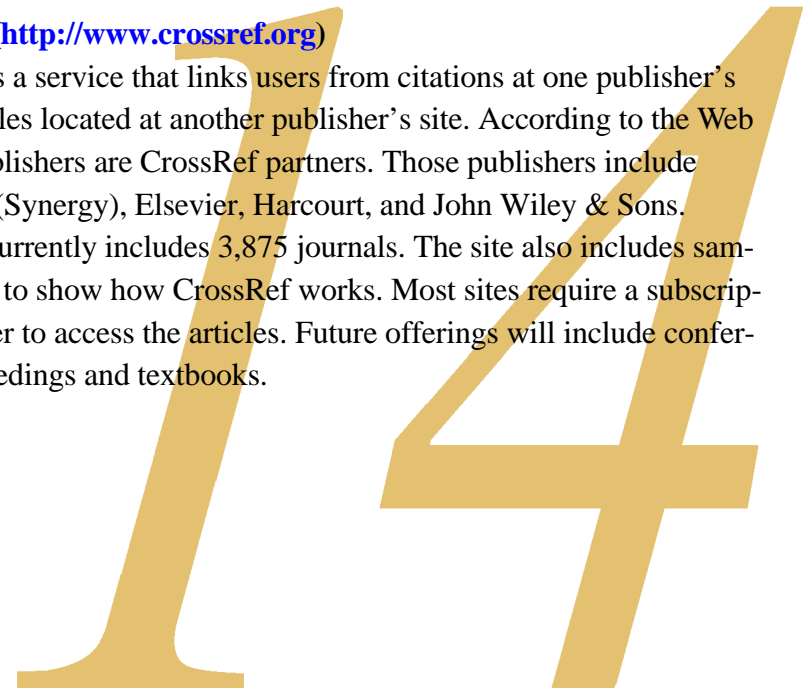 http://www.crossref.org)
s a service that links users from citations at one publisher’s
les located at another publisher’s site. According to the Web
blishers are CrossRef partners. Those publishers include
(Synergy), Elsevier, Harcourt, and John Wiley & Sons.
urrently includes 3,875 journals. The site also includes sam-
to show how CrossRef works. Most sites require a subscrip-
er to access the articles. Future offerings will include confer-
edings and textbooks.
14